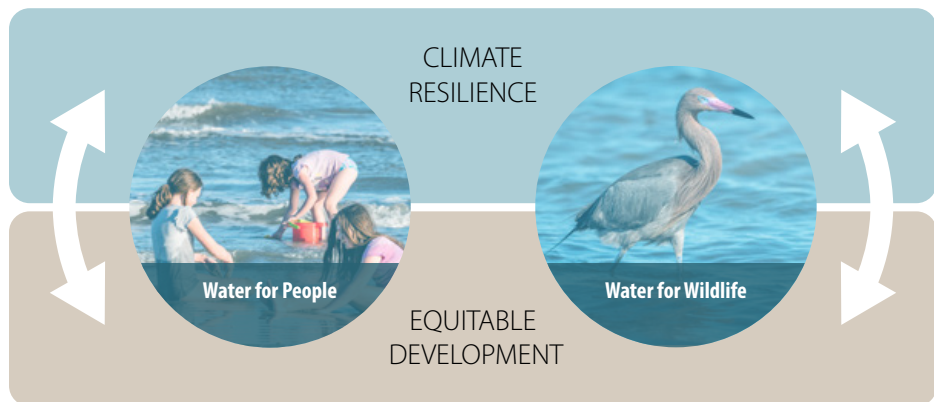 CLIMATE
RESILIENCE
Water for People
Water for Wildlife
EQUITABLE
DEVELOPMENT